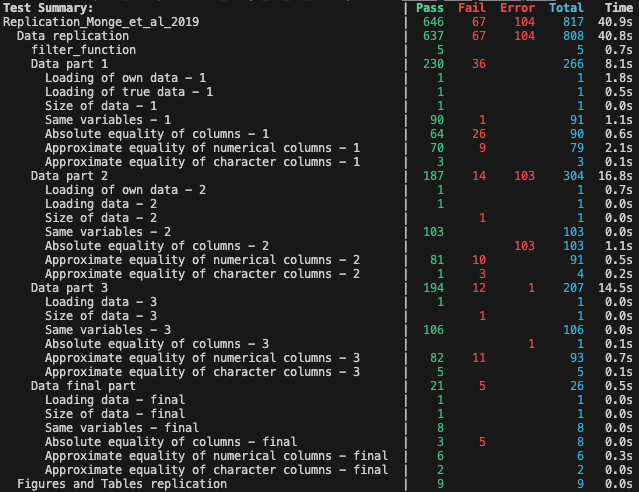 Test Summary: | Pass Fail Error Total Time
Replication_Monge_et_al_2019 | 646 67 104 817 40.9s
Data replication | 637 67 104 808 40.8s
filter_function | 5 5 0.7s
Data part 1 | 230 36 266 8.1s
Loading of own data – 1 | 1 1 1.8s
Loading of true data – 1 | 1 1 0.5s
Size of data – 1 | 1 1 0.0s
Same variables – 1 | 90 1 91 1.1s
Absolute equality of columns – 1 | 64 26 90 0.6s
Approximate equality of numerical columns – 1 | 70 9 79 2.1s
Approximate equality of character columns – 1 | 3 3 0.1s
Data part 2 | 187 14 103 304 16.8s
Loading of own data – 2 | 1 1 0.7s
Loading data – 2 | 1 1 0.0s
Size of data – 2 | 1 1 0.0s
Same variables – 2 | 103 103 0.0s
Absolute equality of columns – 2 | 103 103 1.1s
Approximate equality of numerical columns – 2 | 81 10 91 0.5s
Approximate equality of character columns – 2 | 1 3 4 0.2s
Data part 3 | 194 12 1 207 14.5s
Loading data – 3 | 1 1 0.0s
Size of data – 3 | 1 1 0.0s
Same variables – 3 | 106 106 0.0s
Absolute equality of columns – 3 | 1 1 0.1s
Approximate equality of numerical columns – 3 | 82 11 93 0.7s
Approximate equality of character columns – 3 | 5 5 0.1s
Data final part | 21 5 26 0.5s
Loading data – final | 1 1 0.0s
Size of data – final | 1 1 0.0s
Same variables – final | 8 8 0.0s
Absolute equality of columns – final | 3 5 8 0.0s
Approximate equality of numerical columns – final | 6 6 0.3s
Approximate equality of character columns – final | 2 2 0.0s
Figures and Tables replication | 9 9 0.0s